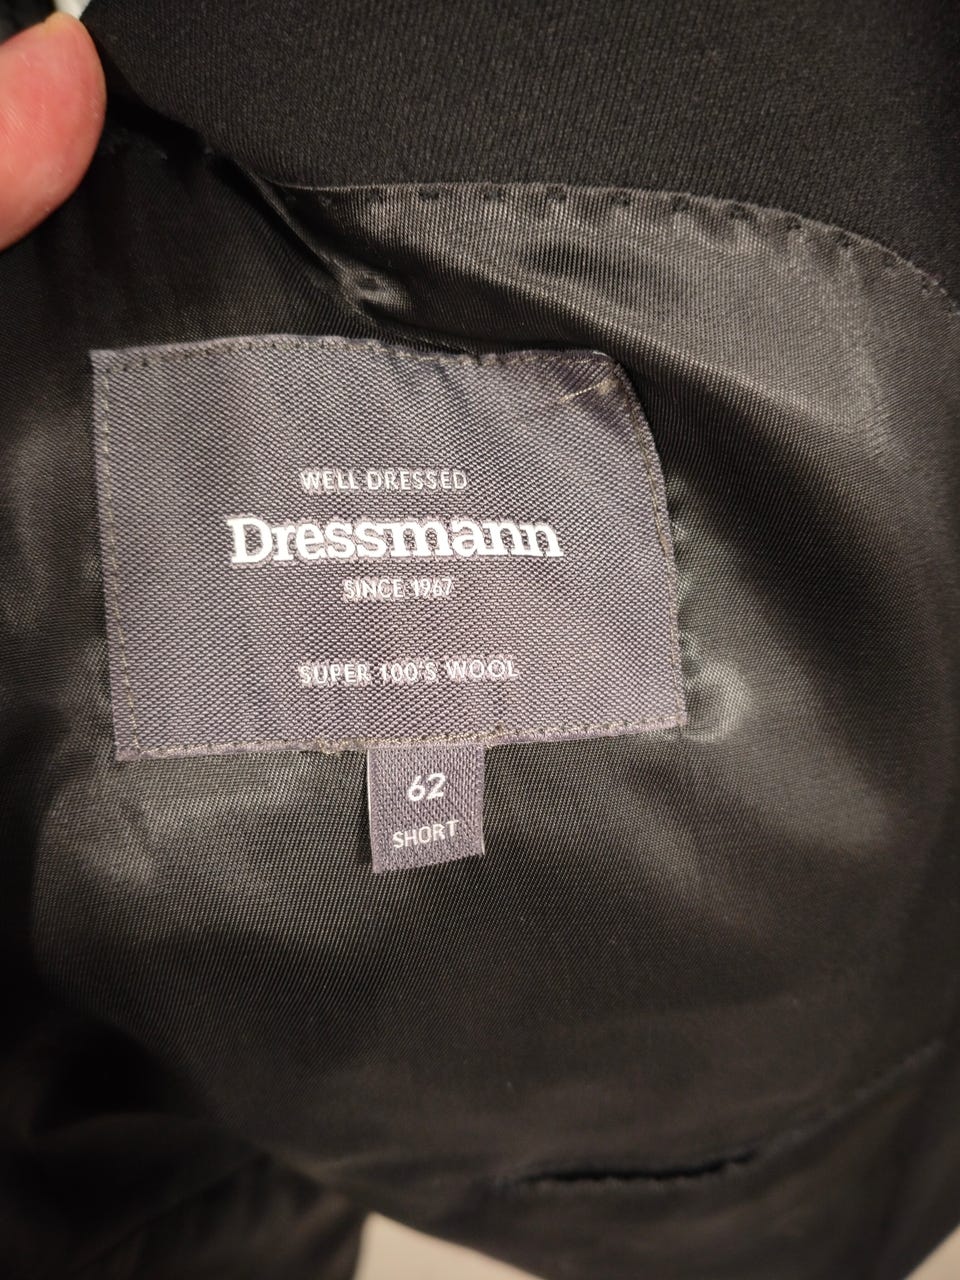 WELL DRESSED
Dressmann
SINCE 1967
SUPER 100'S WOOL
62
SHORT